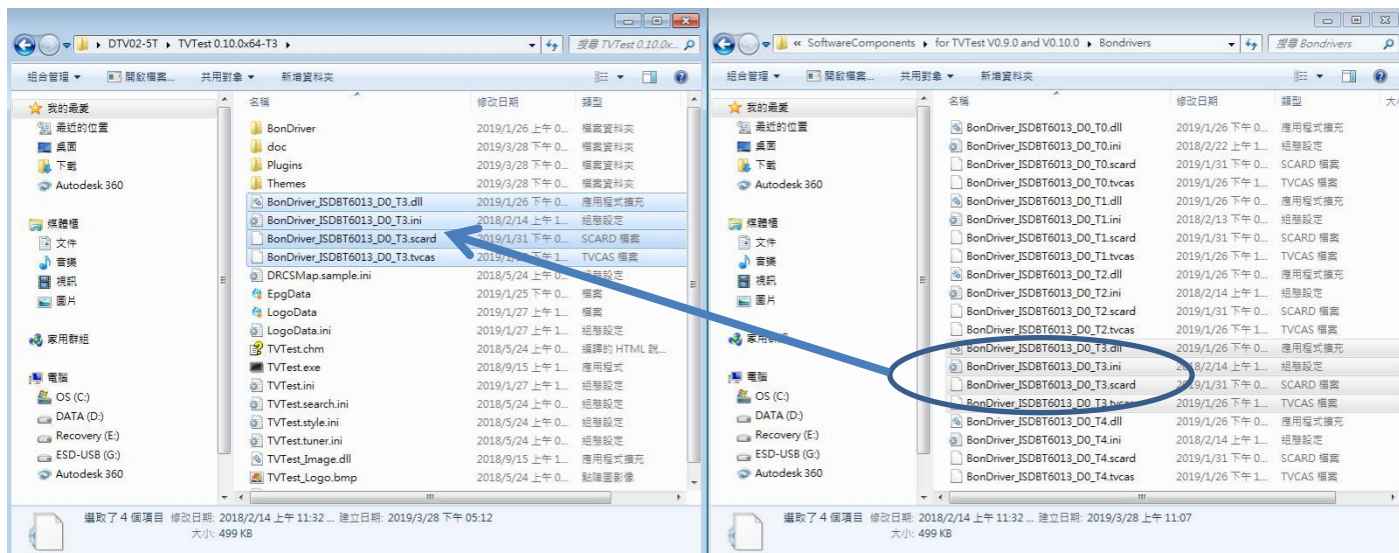 DTV02-5T ▸ TVTest 0.10.0x64-T3 ▸
搜尋 TVTest 0.10.0x...
組合管理 ▼ 開啟檔案... 共用對象 ▼ 新增資料夾
我的最愛
最近的位置
桌面
下載
Autodesk 360
媒體櫃
文件
音樂
視訊
圖片
家用群組
電腦
OS (C:)
DATA (D:)
Recovery (E:)
ESD-USB (G:)
Autodesk 360
名稱 修改日期 類型
BonDriver 2019/1/26 上午 0... 檔案資料夾
doc 2019/3/28 下午 0... 檔案資料夾
Plugins 2019/3/28 下午 0... 檔案資料夾
Themes 2019/3/28 下午 0... 檔案資料夾
BonDriver_ISDBT6013_D0_T3.dll 2019/1/26 下午 0... 應用程式擴充
BonDriver_ISDBT6013_D0_T3.ini 2018/2/14 上午 1... 組態設定
BonDriver_ISDBT6013_D0_T3.scard 2019/1/31 下午 0... SCARD 檔案
BonDriver_ISDBT6013_D0_T3.tvcas TVCAS 檔案
DRCSMap.sample.ini 2018/5/24 上午 0... 組態設定
EpgData 2019/1/25 下午 0... 檔案
LogoData 2019/1/27 上午 1... 檔案
LogoData.ini 2019/1/27 上午 1... 組態設定
TVTest.chm 2018/5/24 上午 0... 編譯的 HTML 說...
TVTest.exe 2018/9/15 上午 1... 應用程式
TVTest.ini 2019/1/27 上午 1... 組態設定
TVTest.search.ini 2018/5/24 上午 0... 組態設定
TVTest.style.ini 2018/5/24 上午 0... 組態設定
TVTest.tuner.ini 2018/5/24 上午 0... 組態設定
TVTest_Image.dll 2018/9/15 上午 1... 應用程式擴充
TVTest_Logo.bmp 2018/5/24 上午 0... 點陣圖影像
選取了 4 個項目 修改日期: 2018/2/14 上午 11:32 ... 建立日期: 2019/3/28 下午 05:12
大小: 499 KB
« SoftwareComponents ▸ for TVTest V0.9.0 and V0.10.0 ▸ Bondrivers
搜尋 Bondrivers
組合管理 ▼ 開啟檔案... 共用對象 ▼ 新增資料夾
我的最愛
最近的位置
桌面
下載
Autodesk 360
媒體櫃
文件
音樂
視訊
圖片
家用群組
電腦
OS (C:)
DATA (D:)
Recovery (E:)
ESD-USB (G:)
Autodesk 360
名稱 修改日期 類型
BonDriver_ISDBT6013_D0_T0.dll 2019/1/26 下午 0... 應用程式擴充
BonDriver_ISDBT6013_D0_T0.ini 2018/2/22 上午 1... 組態設定
BonDriver_ISDBT6013_D0_T0.scard 2019/1/31 下午 0... SCARD 檔案
BonDriver_ISDBT6013_D0_T0.tvcas 2019/1/26 下午 1... TVCAS 檔案
BonDriver_ISDBT6013_D0_T1.dll 2019/1/26 下午 0... 應用程式擴充
BonDriver_ISDBT6013_D0_T1.ini 2018/2/13 下午 1... 組態設定
BonDriver_ISDBT6013_D0_T1.scard 2019/1/31 下午 0... SCARD 檔案
BonDriver_ISDBT6013_D0_T1.tvcas 2019/1/26 下午 1... TVCAS 檔案
BonDriver_ISDBT6013_D0_T2.dll 2019/1/26 下午 0... 應用程式擴充
BonDriver_ISDBT6013_D0_T2.ini 2018/2/14 上午 1... 組態設定
BonDriver_ISDBT6013_D0_T2.scard 2019/1/31 下午 0... SCARD 檔案
BonDriver_ISDBT6013_D0_T2.tvcas 2019/1/26 下午 1... TVCAS 檔案
BonDriver_ISDBT6013_D0_T3.dll 2019/1/26 下午 0... 應用程式擴充
BonDriver_ISDBT6013_D0_T3.ini 2018/2/14 上午 1... 組態設定
BonDriver_ISDBT6013_D0_T3.scard 2019/1/31 下午 0... SCARD 檔案
BonDriver_ISDBT6013_D0_T3.tvcas 2019/1/26 下午 1... TVCAS 檔案
BonDriver_ISDBT6013_D0_T4.dll 2019/1/26 下午 0... 應用程式擴充
BonDriver_ISDBT6013_D0_T4.ini 2018/2/14 上午 1... 組態設定
BonDriver_ISDBT6013_D0_T4.scard 2019/1/31 下午 0... SCARD 檔案
BonDriver_ISDBT6013_D0_T4.tvcas 2019/1/26 下午 1... TVCAS 檔案
選取了 4 個項目 修改日期: 2018/2/14 上午 11:32 ... 建立日期: 2019/3/28 上午 11:07
大小: 499 KB